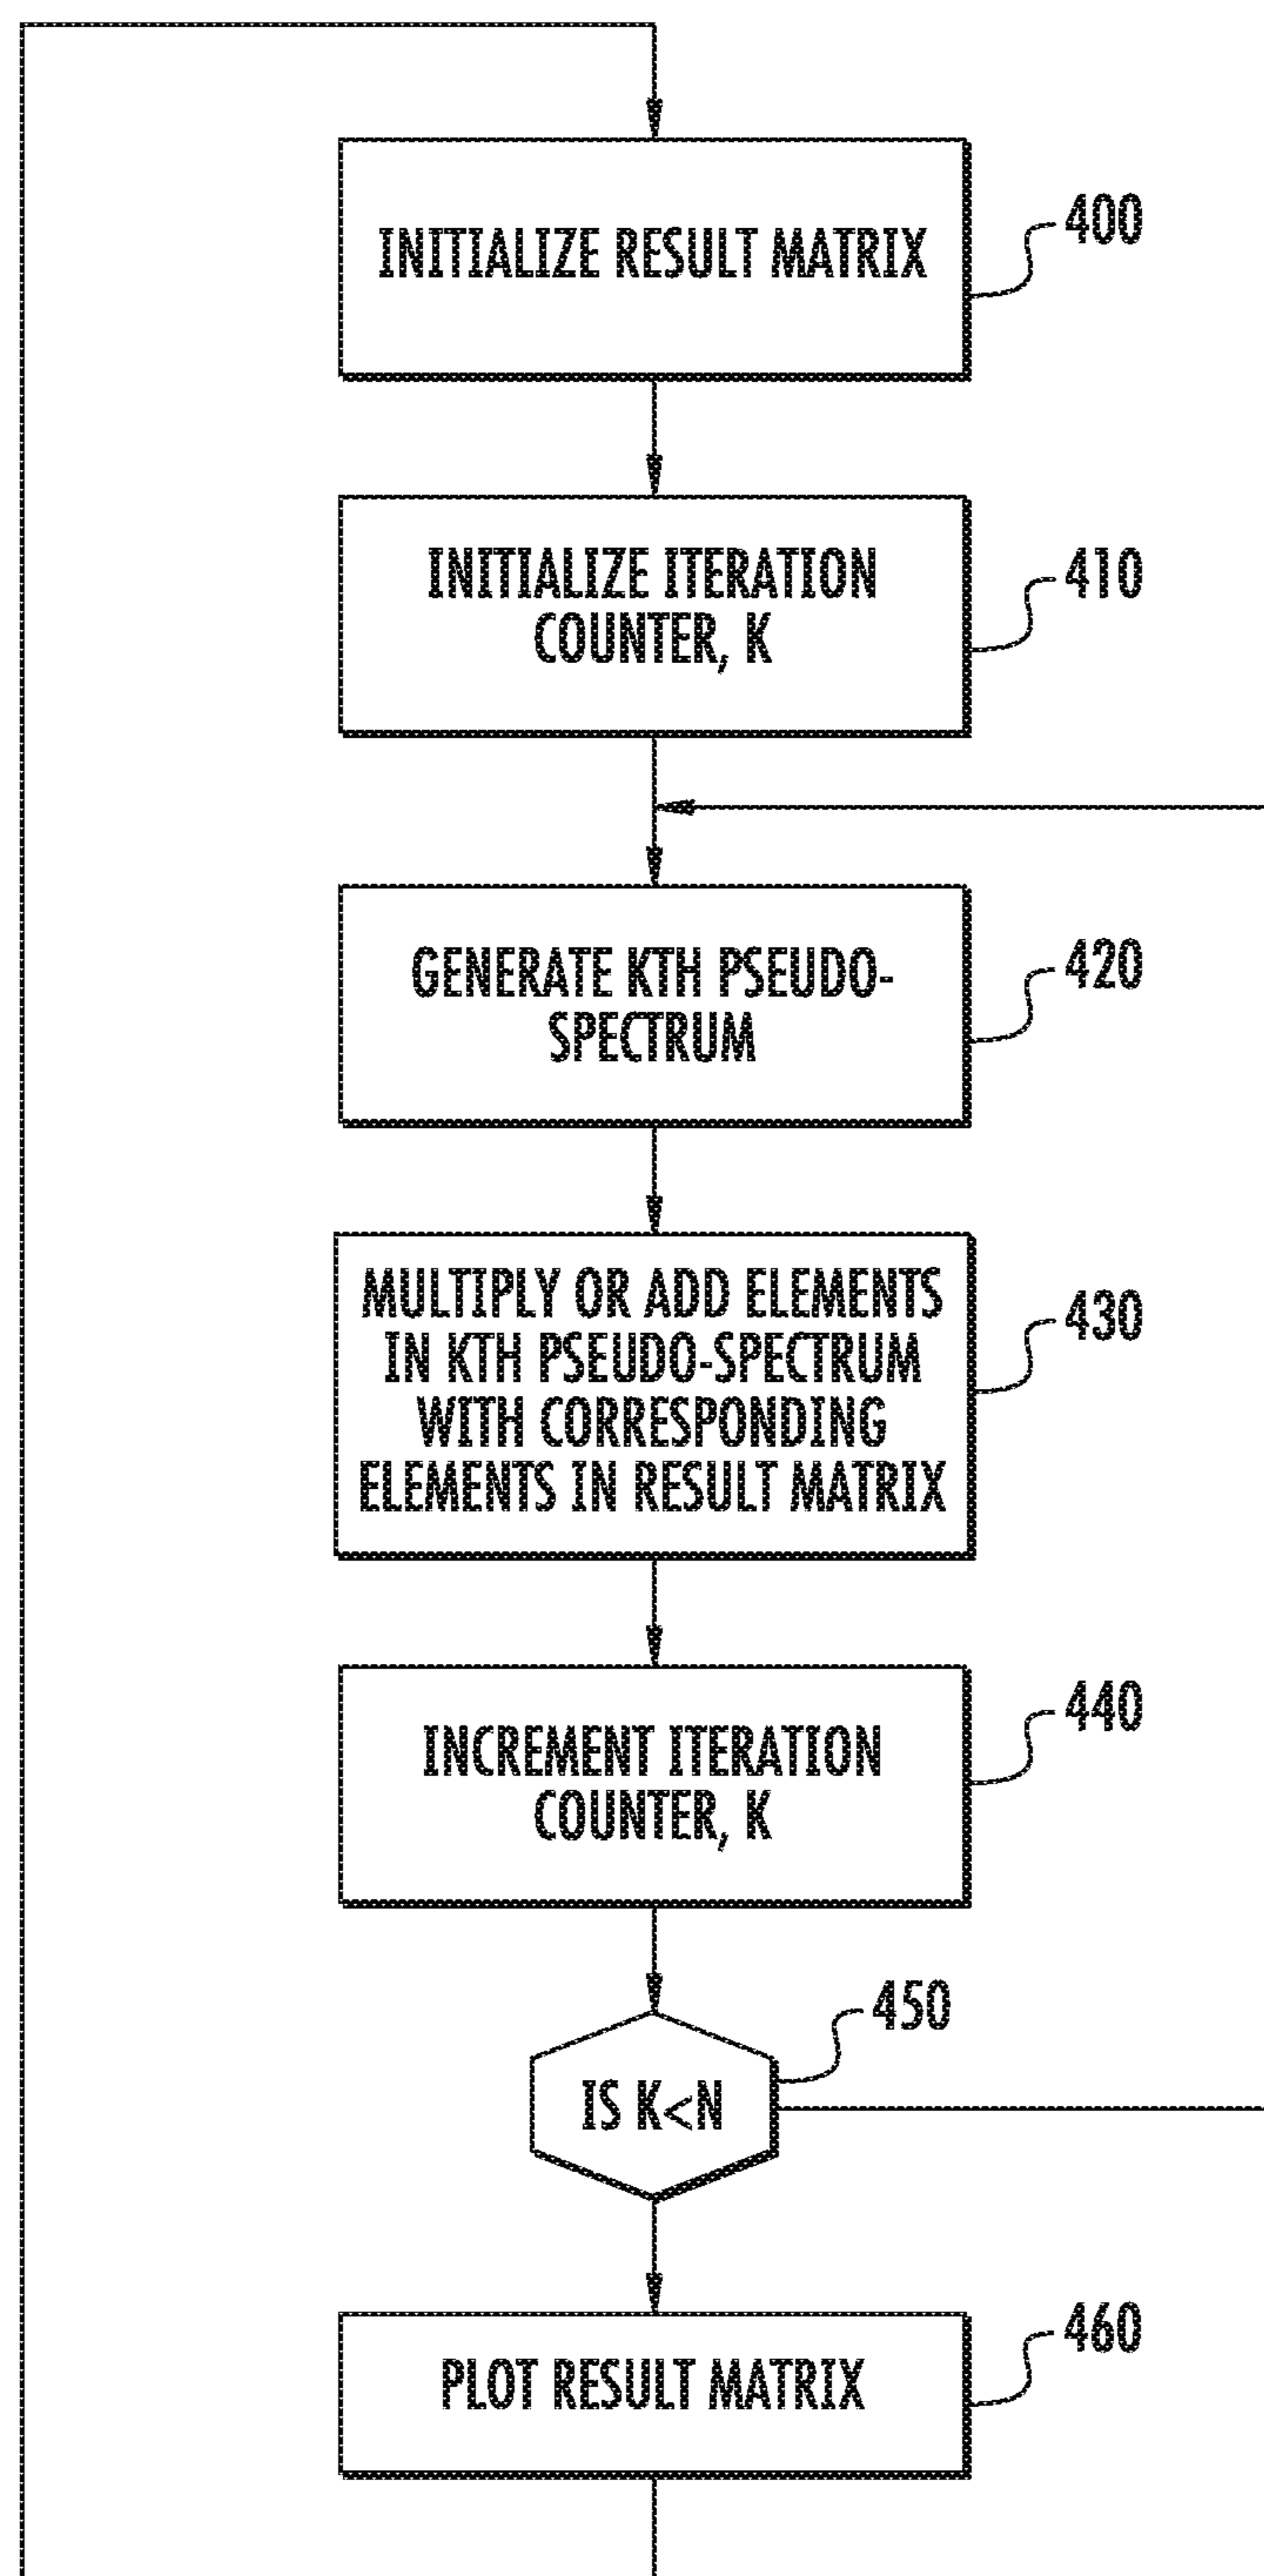 INITIALIZE RESULT MATRIX
400
INITIALIZE ITERATION
COUNTER, K
410
GENERATE KTH PSEUDO-
SPECTRUM
420
MULTIPLY OR ADD ELEMENTS
IN KTH PSEUDO-SPECTRUM
WITH CORRESPONDING
ELEMENTS IN RESULT MATRIX
430
INCREMENT ITERATION
COUNTER, K
440
IS K<N
450
PLOT RESULT MATRIX
460